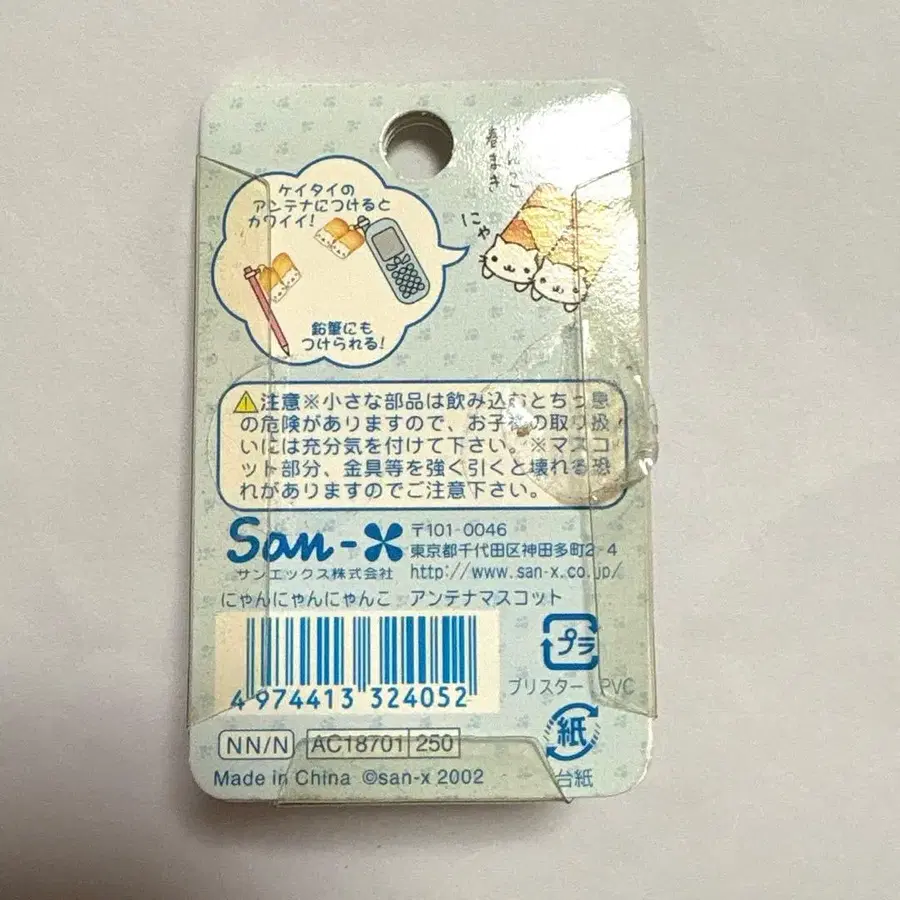 んこ
春まき
にゃ
ケイタイの
アンテナにつけると
カワイイ!
鉛筆にも
つけられる!
注意※小さな部品は飲み込むとちっ息
の危険がありますので、お子様の取り扱
いには充分気を付けて下さい。※マスコ
ット部分、金具等を強く引くと壊れる恐
れがありますのでご注意下さい。
San-X
〒101-0046
東京都千代田区神田多町2-4
サンエックス株式会社
http://www.san-x.co.jp/
にゃんにゃんにゃんこ アンテナマスコット
4 974413 324052
プラ
ブリスター PVC
紙
台紙
NN/N AC18701 250
Made in China ©san-x 2002